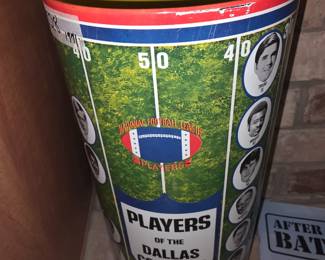 40 50 40
NATIONAL FOOTBALL LEAGUE
PLAYERS
PLAYERS
OF THE
DALLAS
AFTER
BAT